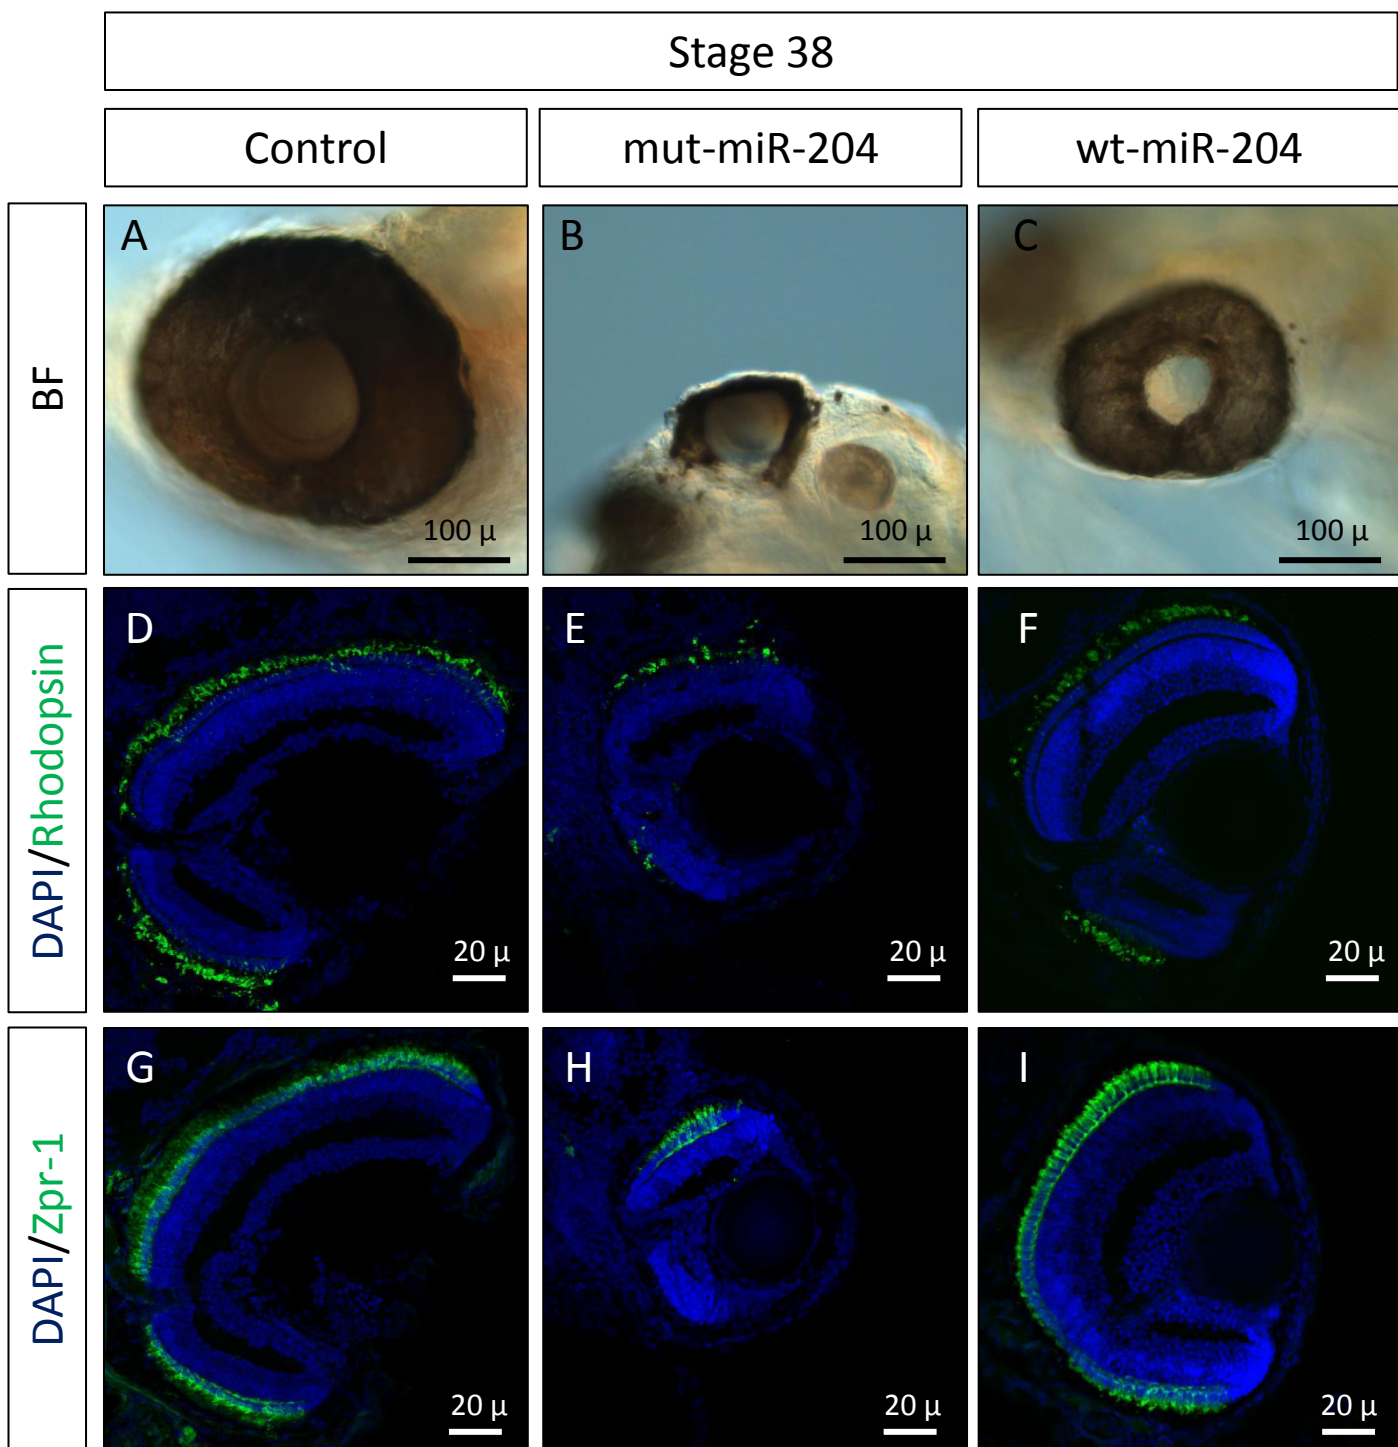 Stage 38
Control
mut-miR-204
wt-miR-204
BF
A
100 µ
B
100 µ
C
100 µ
DAPI/Rhodopsin
D
20 µ
E
20 µ
F
20 µ
DAPI/Zpr-1
G
20 µ
H
20 µ
I
20 µ